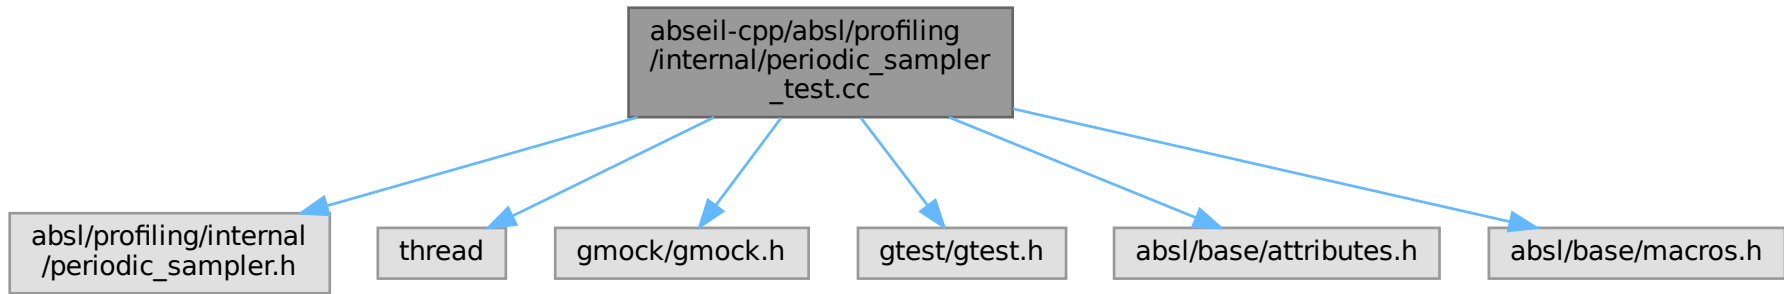 abseil-cpp/absl/profiling
/internal/periodic_sampler
_test.cc
absl/profiling/internal
/periodic_sampler.h
thread
gmock/gmock.h
gtest/gtest.h
absl/base/attributes.h
absl/base/macros.h